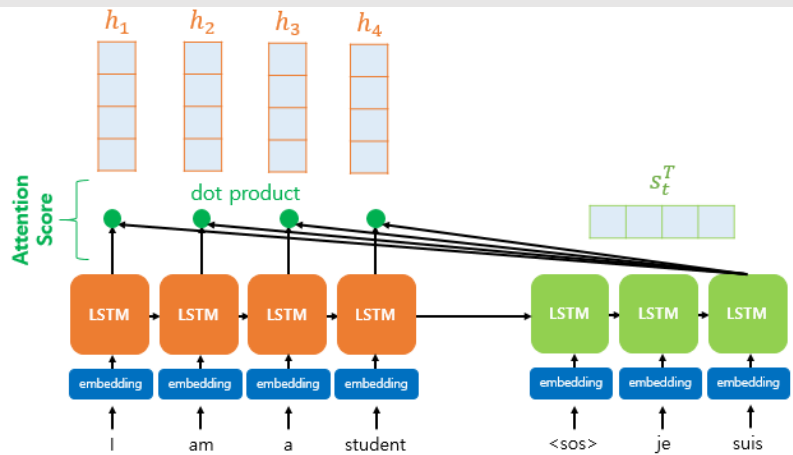 h₁ h₂ h₃ h₄
s_t^T
dot product
Attention
Score
LSTM LSTM LSTM LSTM LSTM LSTM LSTM
embedding embedding embedding embedding embedding embedding embedding
I am a student <sos> je suis